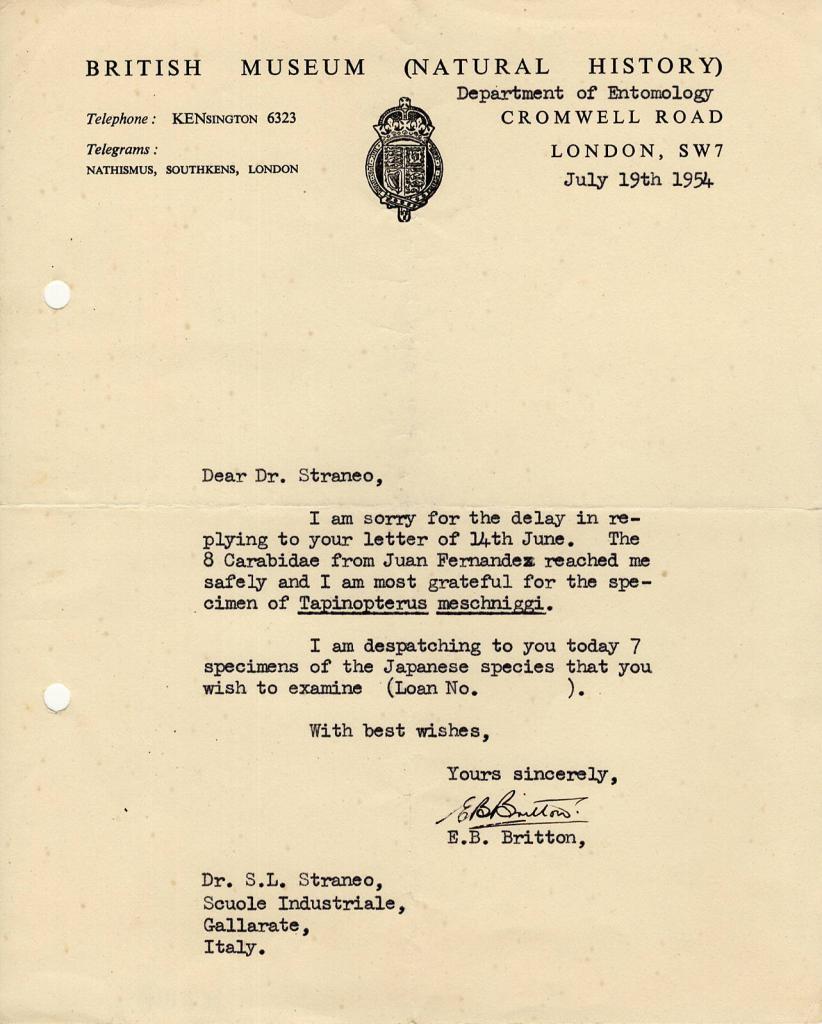 BRITISH MUSEUM (NATURAL HISTORY)
Department of Entomology
Telephone: KENSINGTON 6323
CROMWELL ROAD
Telegrams:
LONDON, SW7
NATHISMUS, SOUTHKENS, LONDON
July 19th 1954
Dear Dr. Straneo,
I am sorry for the delay in re-
plying to your letter of 14th June. The
8 Carabidae from Juan Fernandez reached me
safely and I am most grateful for the spe-
cimen of Tapinopterus meschniggi.
I am despatching to you today 7
specimens of the Japanese species that you
wish to examine (Loan No. ).
With best wishes,
Yours sincerely,
E B Britton.
E.B. Britton,
Dr. S.L. Straneo,
Scuole Industriale,
Gallarate,
Italy.